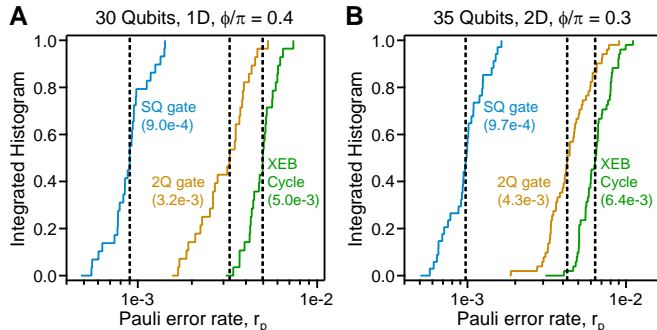 A
30 Qubits, 1D, ϕ/π = 0.4
Integrated Histogram
1.0
0.8
0.6
0.4
0.2
0.0
SQ gate
(9.0e-4)
2Q gate
(3.2e-3)
XEB
Cycle
(5.0e-3)
1e-3
1e-2
Pauli error rate, r_p
B
35 Qubits, 2D, ϕ/π = 0.3
Integrated Histogram
1.0
0.8
0.6
0.4
0.2
0.0
SQ gate
(9.7e-4)
2Q gate
(4.3e-3)
XEB
Cycle
(6.4e-3)
1e-3
1e-2
Pauli error rate, r_p